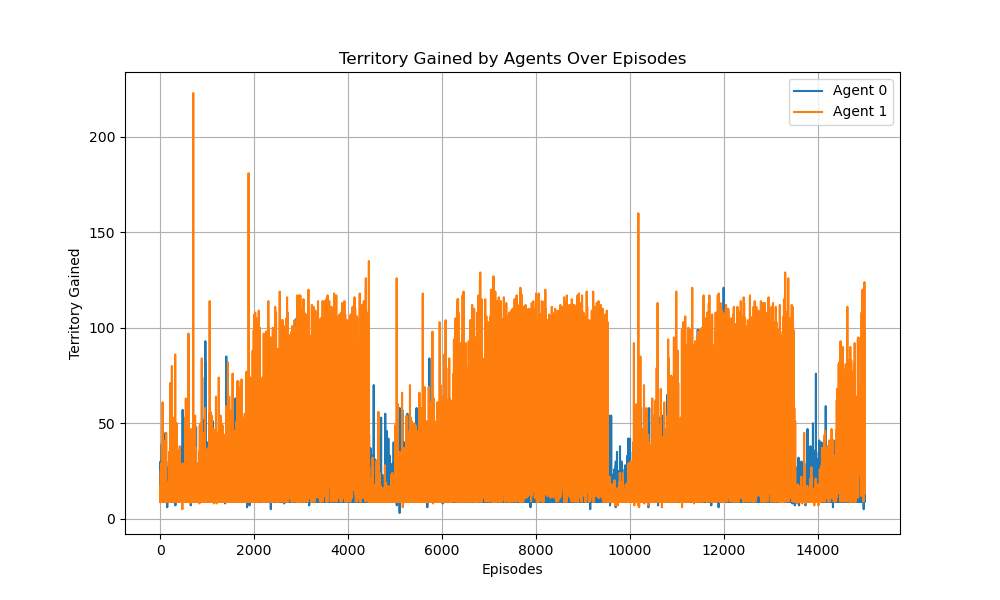 Territory Gained by Agents Over Episodes
Agent 0
Agent 1
Territory Gained
200
150
100
50
0
0 2000 4000 6000 8000 10000 12000 14000
Episodes